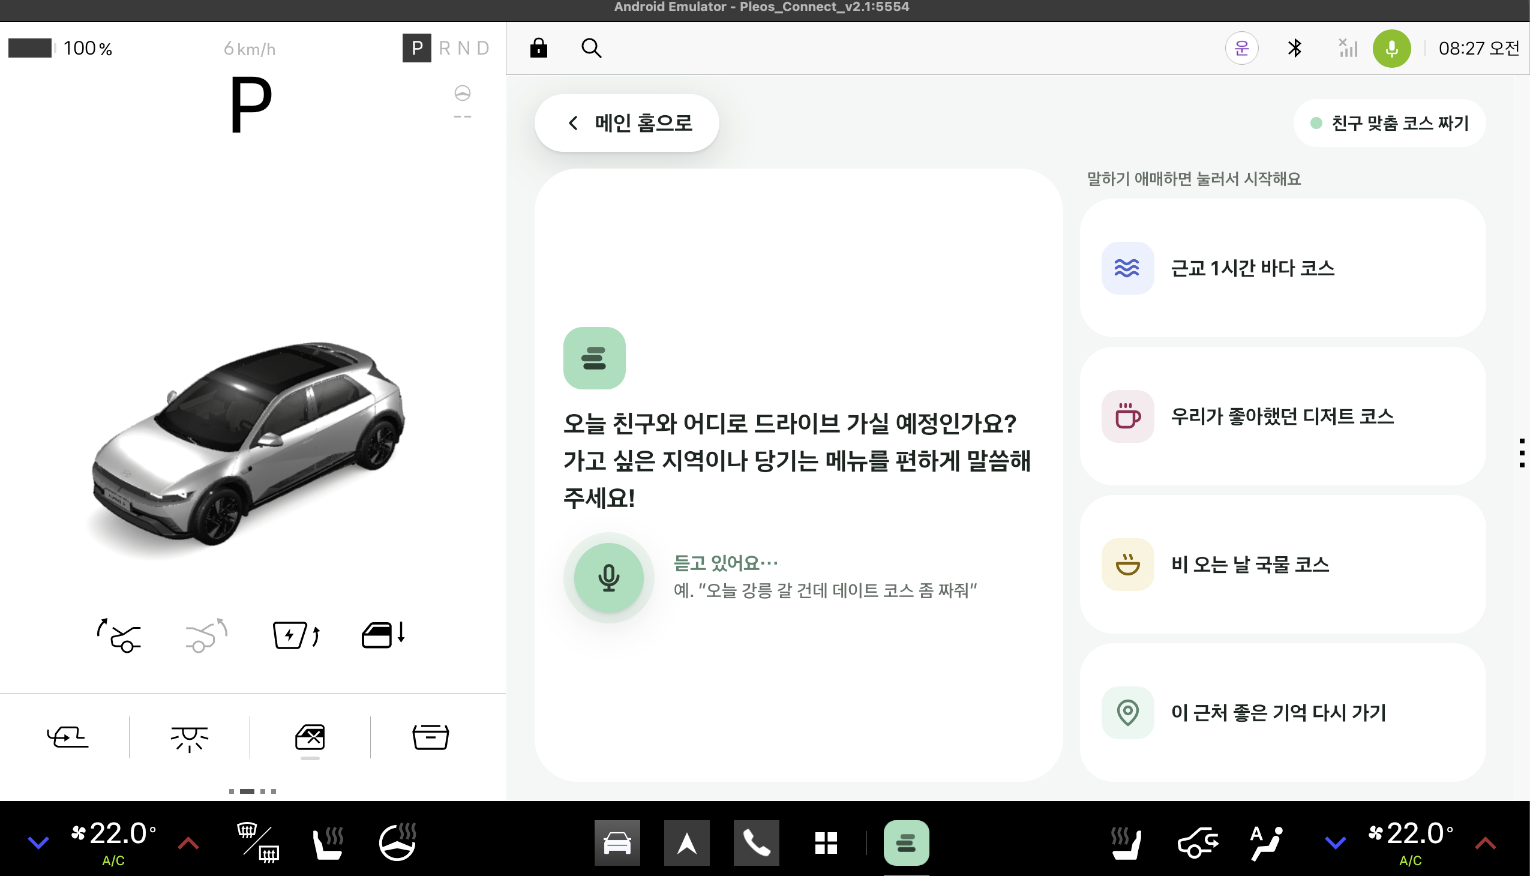 Android Emulator - Pleos_Connect_v2.1:5554
100%
6 km/h
P R N D
P
--
운
08:27 오전
메인 홈으로
친구 맞춤 코스 짜기
오늘 친구와 어디로 드라이브 가실 예정인가요?
가고 싶은 지역이나 당기는 메뉴를 편하게 말씀해
주세요!
듣고 있어요…
예. "오늘 강릉 갈 건데 데이트 코스 좀 짜줘"
말하기 애매하면 눌러서 시작해요
근교 1시간 바다 코스
우리가 좋아했던 디저트 코스
비 오는 날 국물 코스
이 근처 좋은 기억 다시 가기
22.0°
A/C
A
22.0°
A/C